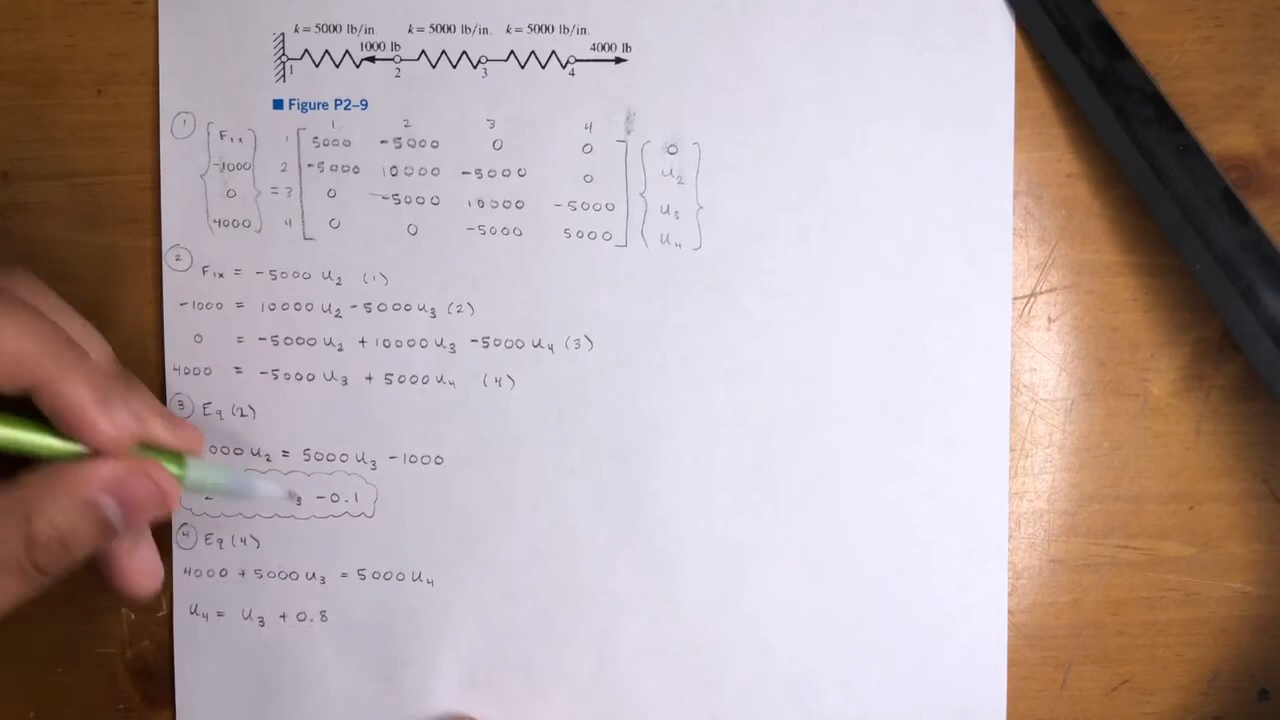 k = 5000 lb/in. k = 5000 lb/in. k = 5000 lb/in.
1000 lb 4000 lb
1 2 3 4
Figure P2–9
1 1 2 3 4
F1x 1 5000 -5000 0 0 0
-1000 2 -5000 10000 -5000 0 u2
0 = 3 0 -5000 10000 -5000 u3
4000 4 0 0 -5000 5000 u4
2
F1x = -5000 u2 (1)
-1000 = 10000 u2 - 5000 u3 (2)
0 = -5000 u2 + 10000 u3 - 5000 u4 (3)
4000 = -5000 u3 + 5000 u4 (4)
3 Eq (2)
000 u2 = 5000 u3 - 1000
3 - 0.1
4 Eq (4)
4000 + 5000 u3 = 5000 u4
u4 = u3 + 0.8